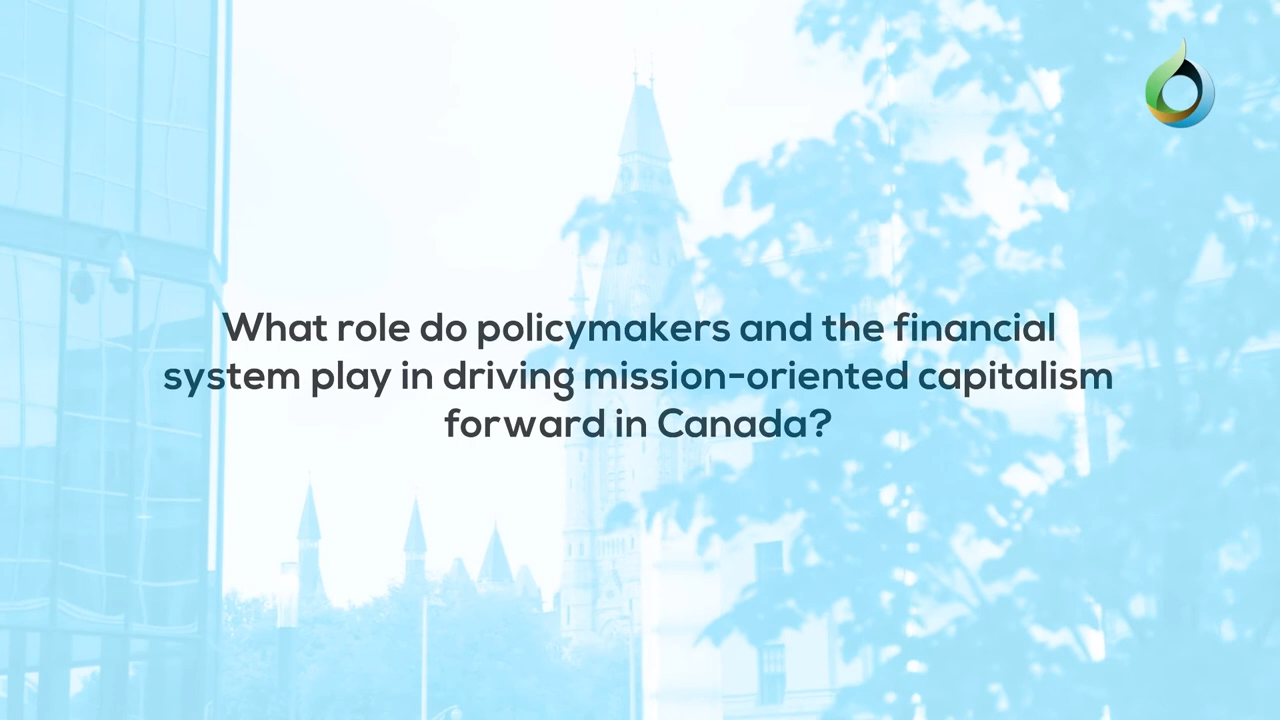 What role do policymakers and the financial
system play in driving mission-oriented capitalism
forward in Canada?